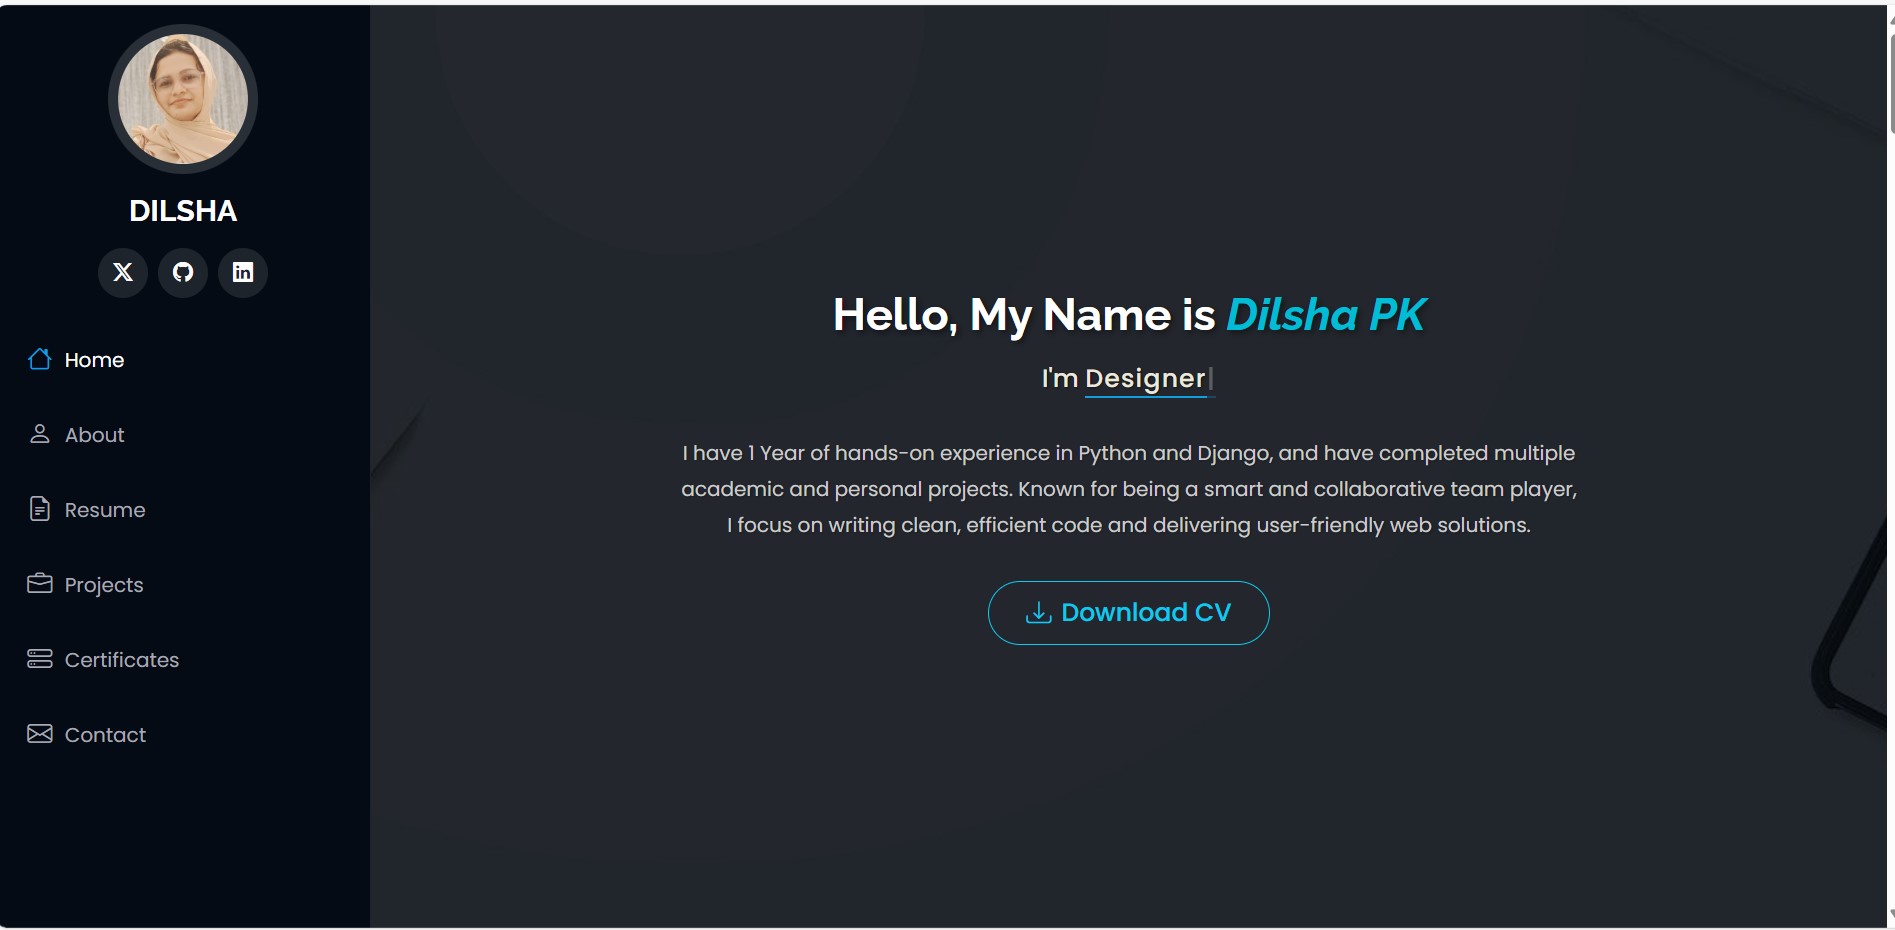 DILSHA
Home
About
Resume
Projects
Certificates
Contact
Hello, My Name is Dilsha PK
I'm Designer
I have 1 Year of hands-on experience in Python and Django, and have completed multiple
academic and personal projects. Known for being a smart and collaborative team player,
I focus on writing clean, efficient code and delivering user-friendly web solutions.
Download CV